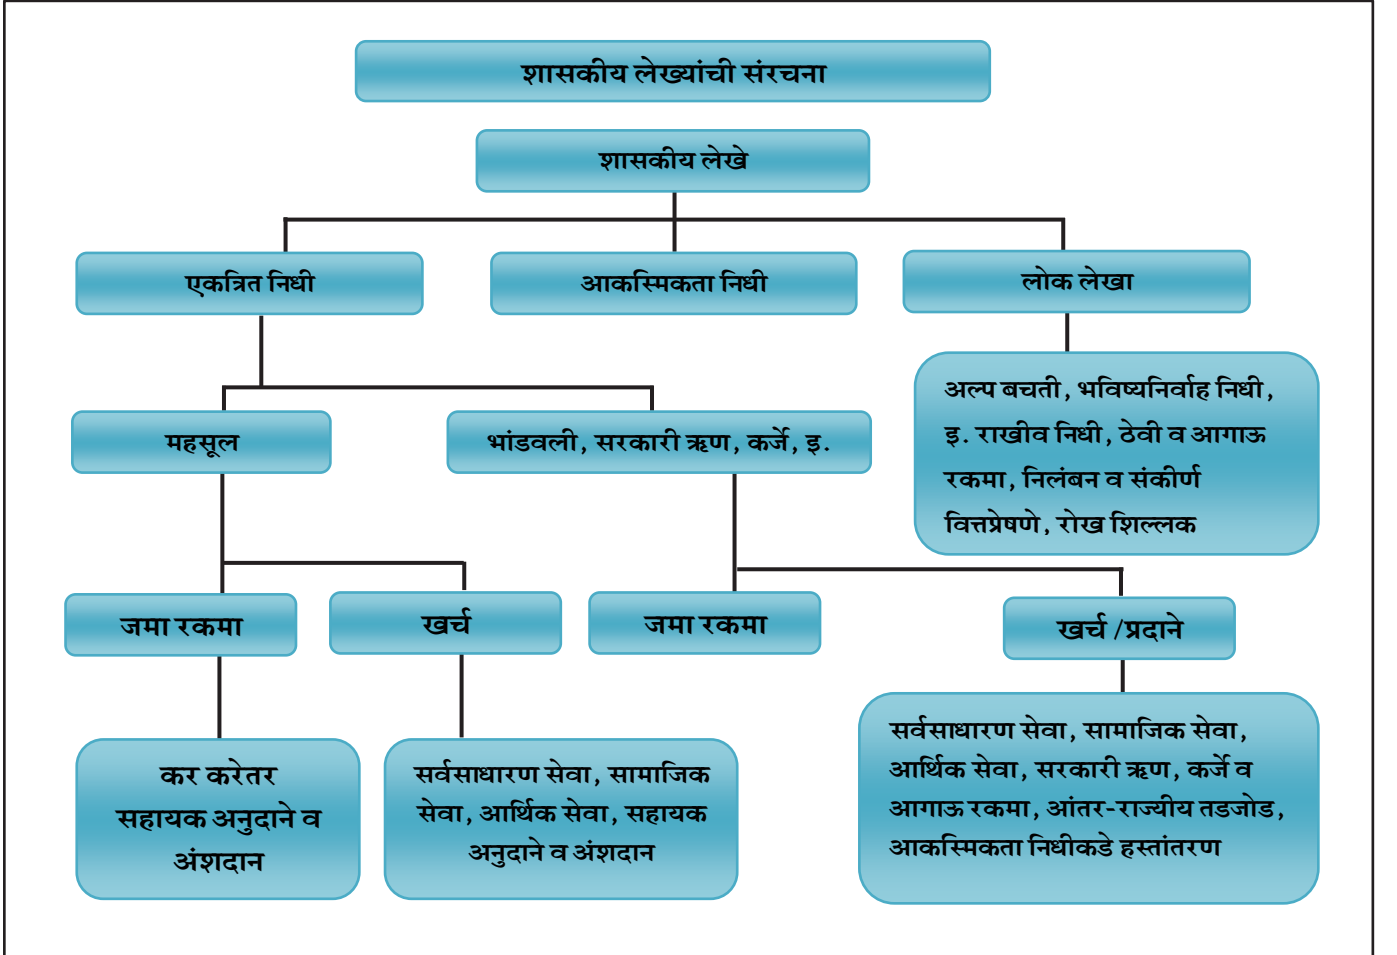 शासकीय लेख्यांची संरचना
शासकीय लेखे
एकत्रित निधी
आकस्मिकता निधी
लोक लेखा
अल्प बचती, भविष्यनिर्वाह निधी,
इ. राखीव निधी, ठेवी व आगाऊ
रकमा, निलंबन व संकीर्ण
वित्तप्रेषणे, रोख शिल्लक
महसूल
भांडवली, सरकारी ऋण, कर्जे, इ.
जमा रकमा
खर्च
जमा रकमा
खर्च /प्रदाने
कर करेतर
सहायक अनुदाने व
अंशदान
सर्वसाधारण सेवा, सामाजिक
सेवा, आर्थिक सेवा, सहायक
अनुदाने व अंशदान
सर्वसाधारण सेवा, सामाजिक सेवा,
आर्थिक सेवा, सरकारी ऋण, कर्जे व
आगाऊ रकमा, आंतर-राज्यीय तडजोड,
आकस्मिकता निधीकडे हस्तांतरण